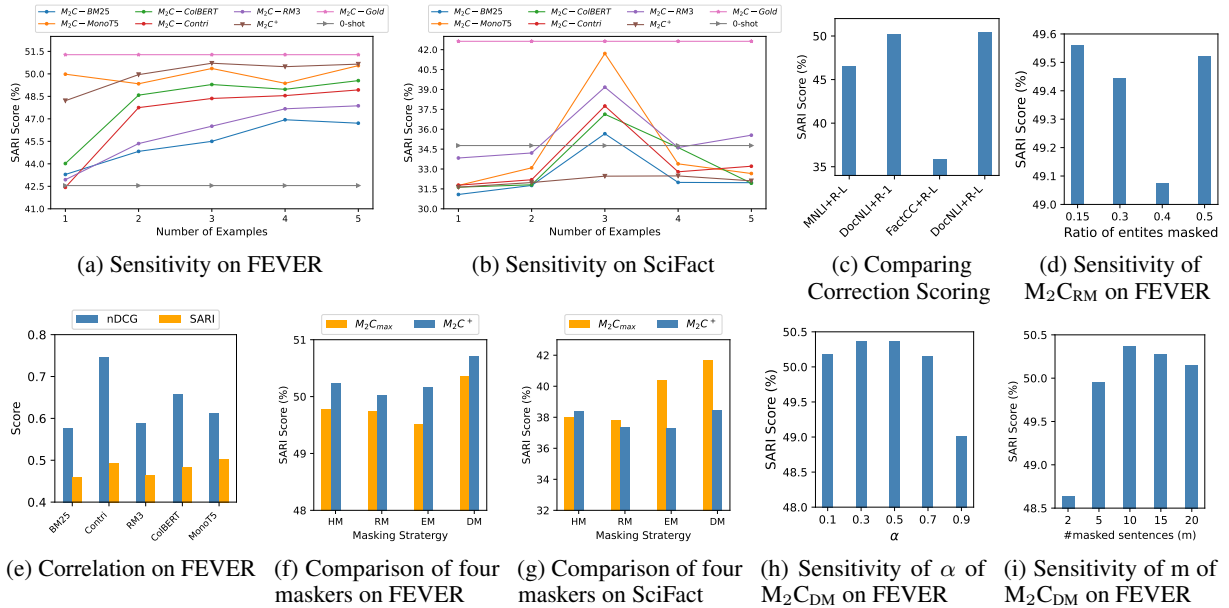 M₂C−BM25 M₂C−ColBERT M₂C−RM3 M₂C−Gold
M₂C−MonoT5 M₂C−Contri M₂C⁺ 0-shot
SARI Score (%)
51.5
50.0
48.5
47.0
45.5
44.0
42.5
41.0
1 2 3 4 5
Number of Examples
(a) Sensitivity on FEVER
M₂C−BM25 M₂C−ColBERT M₂C−RM3 M₂C−Gold
M₂C−MonoT5 M₂C−Contri M₂C⁺ 0-shot
SARI Score (%)
42.0
40.5
39.0
37.5
36.0
34.5
33.0
31.5
30.0
1 2 3 4 5
Number of Examples
(b) Sensitivity on SciFact
SARI Score (%)
50
45
40
35
MNLI+R-L DocNLI+R-1 FactCC+R-L DocNLI+R-L
(c) Comparing
Correction Scoring
SARI Score (%)
49.6
49.5
49.4
49.3
49.2
49.1
49.0
0.15 0.3 0.4 0.5
Ratio of entites masked
(d) Sensitivity of
M₂C_RM on FEVER
nDCG SARI
Score
0.8
0.7
0.6
0.5
0.4
BM25 Contri RM3 ColBERT MonoT5
(e) Correlation on FEVER
M₂C_max M₂C⁺
SARI Score (%)
51
50
49
48
HM RM EM DM
Masking Stratergy
(f) Comparison of four
maskers on FEVER
M₂C_max M₂C⁺
SARI Score (%)
42
40
38
36
34
32
HM RM EM DM
Masking Stratergy
(g) Comparison of four
maskers on SciFact
SARI Score (%)
50.5
50.0
49.5
49.0
48.5
48.0
0.1 0.3 0.5 0.7 0.9
α
(h) Sensitivity of α of
M₂C_DM on FEVER
SARI Score (%)
50.5
50.0
49.5
49.0
48.5
2 5 10 15 20
#masked sentences (m)
(i) Sensitivity of m of
M₂C_DM on FEVER